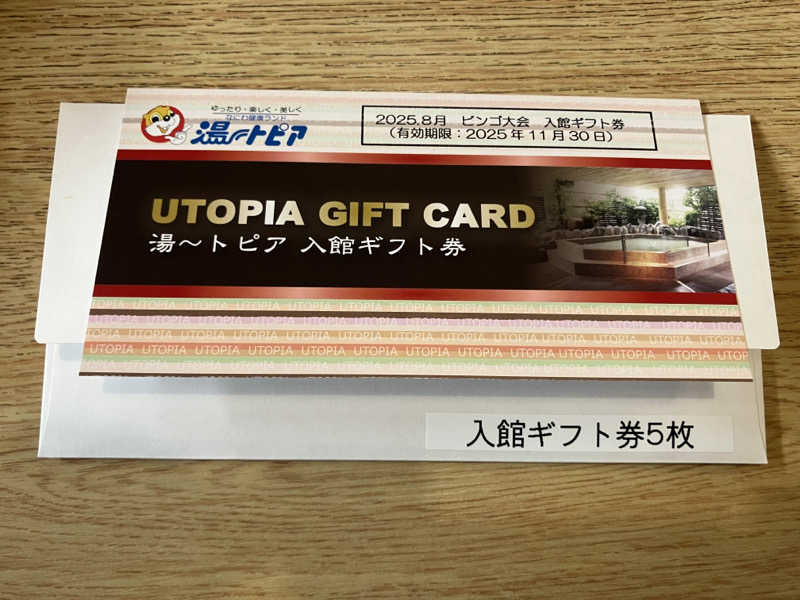 ゆったり・楽しく・美しく
なにわ健康ランド
湯〜トピア
2025.8月 ビンゴ大会 入館ギフト券
（有効期限：2025年11月30日）
UTOPIA GIFT CARD
湯〜トピア 入館ギフト券
UTOPIA UTOPIA UTOPIA UTOPIA UTOPIA UTOPIA UTOPIA UTOPIA UTOPIA UTOPIA UTOPIA UTOPIA
入館ギフト券5枚